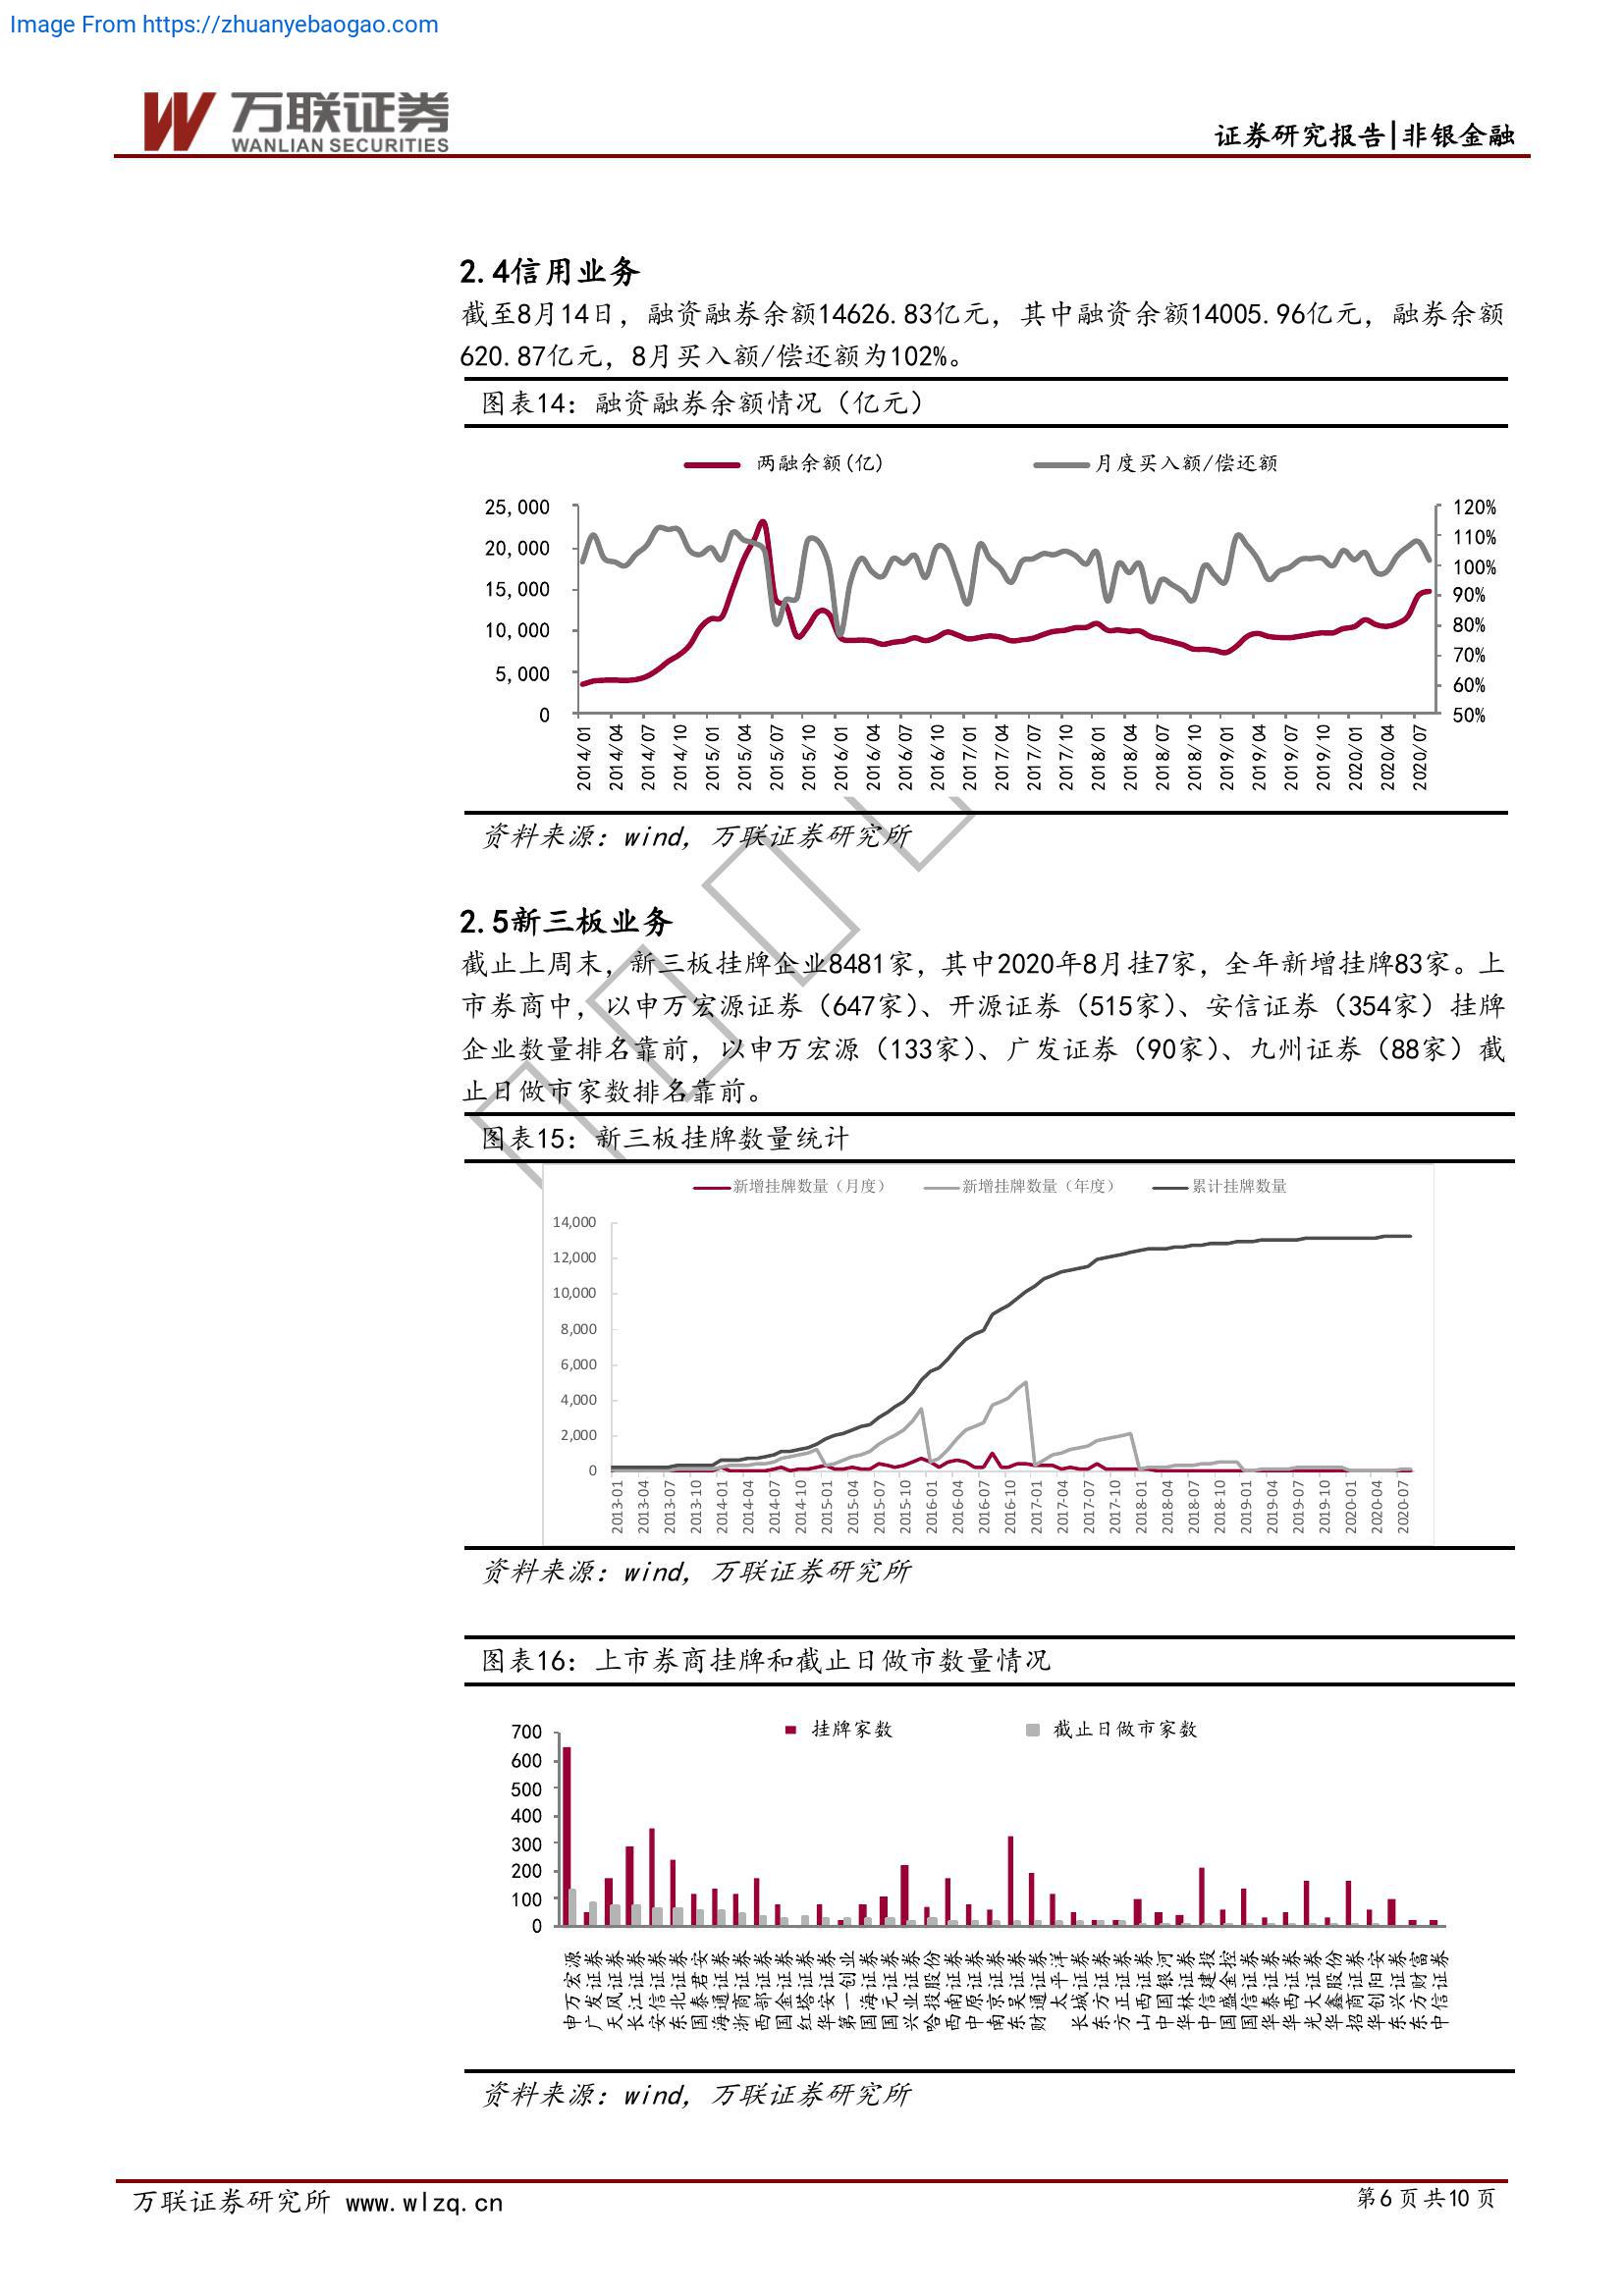 Image From https://zhuanyebaogao.com
万联证券
WANLIAN SECURITIES
证券研究报告|非银金融
2.4信用业务
截至8月14日，融资融券余额14626.83亿元，其中融资余额14005.96亿元，融券余额
620.87亿元，8月买入额/偿还额为102%。
图表14：融资融券余额情况（亿元）
两融余额(亿) 月度买入额/偿还额
25,000 120%
110%
20,000
100%
15,000
90%
10,000 80%
70%
5,000
60%
0 50%
2014/01 2014/04 2014/07 2014/10 2015/01 2015/04 2015/07 2015/10 2016/01 2016/04 2016/07 2016/10 2017/01 2017/04 2017/07 2017/10 2018/01 2018/04 2018/07 2018/10 2019/01 2019/04 2019/07 2019/10 2020/01 2020/04 2020/07
资料来源：wind，万联证券研究所
2.5新三板业务
截止上周末，新三板挂牌企业8481家，其中2020年8月挂7家，全年新增挂牌83家。上
市券商中，以申万宏源证券（647家）、开源证券（515家）、安信证券（354家）挂牌
企业数量排名靠前，以申万宏源（133家）、广发证券（90家）、九州证券（88家）截
止日做市家数排名靠前。
图表15：新三板挂牌数量统计
新增挂牌数量（月度） 新增挂牌数量（年度） 累计挂牌数量
14,000
12,000
10,000
8,000
6,000
4,000
2,000
0
2013-01 2013-04 2013-07 2013-10 2014-01 2014-04 2014-07 2014-10 2015-01 2015-04 2015-07 2015-10 2016-01 2016-04 2016-07 2016-10 2017-01 2017-04 2017-07 2017-10 2018-01 2018-04 2018-07 2018-10 2019-01 2019-04 2019-07 2019-10 2020-01 2020-04 2020-07
资料来源：wind，万联证券研究所
图表16：上市券商挂牌和截止日做市数量情况
挂牌家数 截止日做市家数
700
600
500
400
300
200
100
0
申万宏源 广发证券 天风证券 长江证券 安信证券 东北证券 国泰君安 海通证券 浙商证券 西部证券 国金证券 红塔证券 华安证券 第一创业 国海证券 国元证券 兴业证券 哈投股份 西南证券 中原证券 南京证券 东吴证券 财通证券 太平洋 长城证券 东方证券 方正证券 山西证券 中国银河 华林证券 中信建投 国盛金控 国信证券 华泰证券 华西证券 光大证券 华鑫股份 招商证券 华创阳安 东兴证券 东方财富 中信证券
资料来源：wind，万联证券研究所
万联证券研究所 www.wlzq.cn
第6页共10页